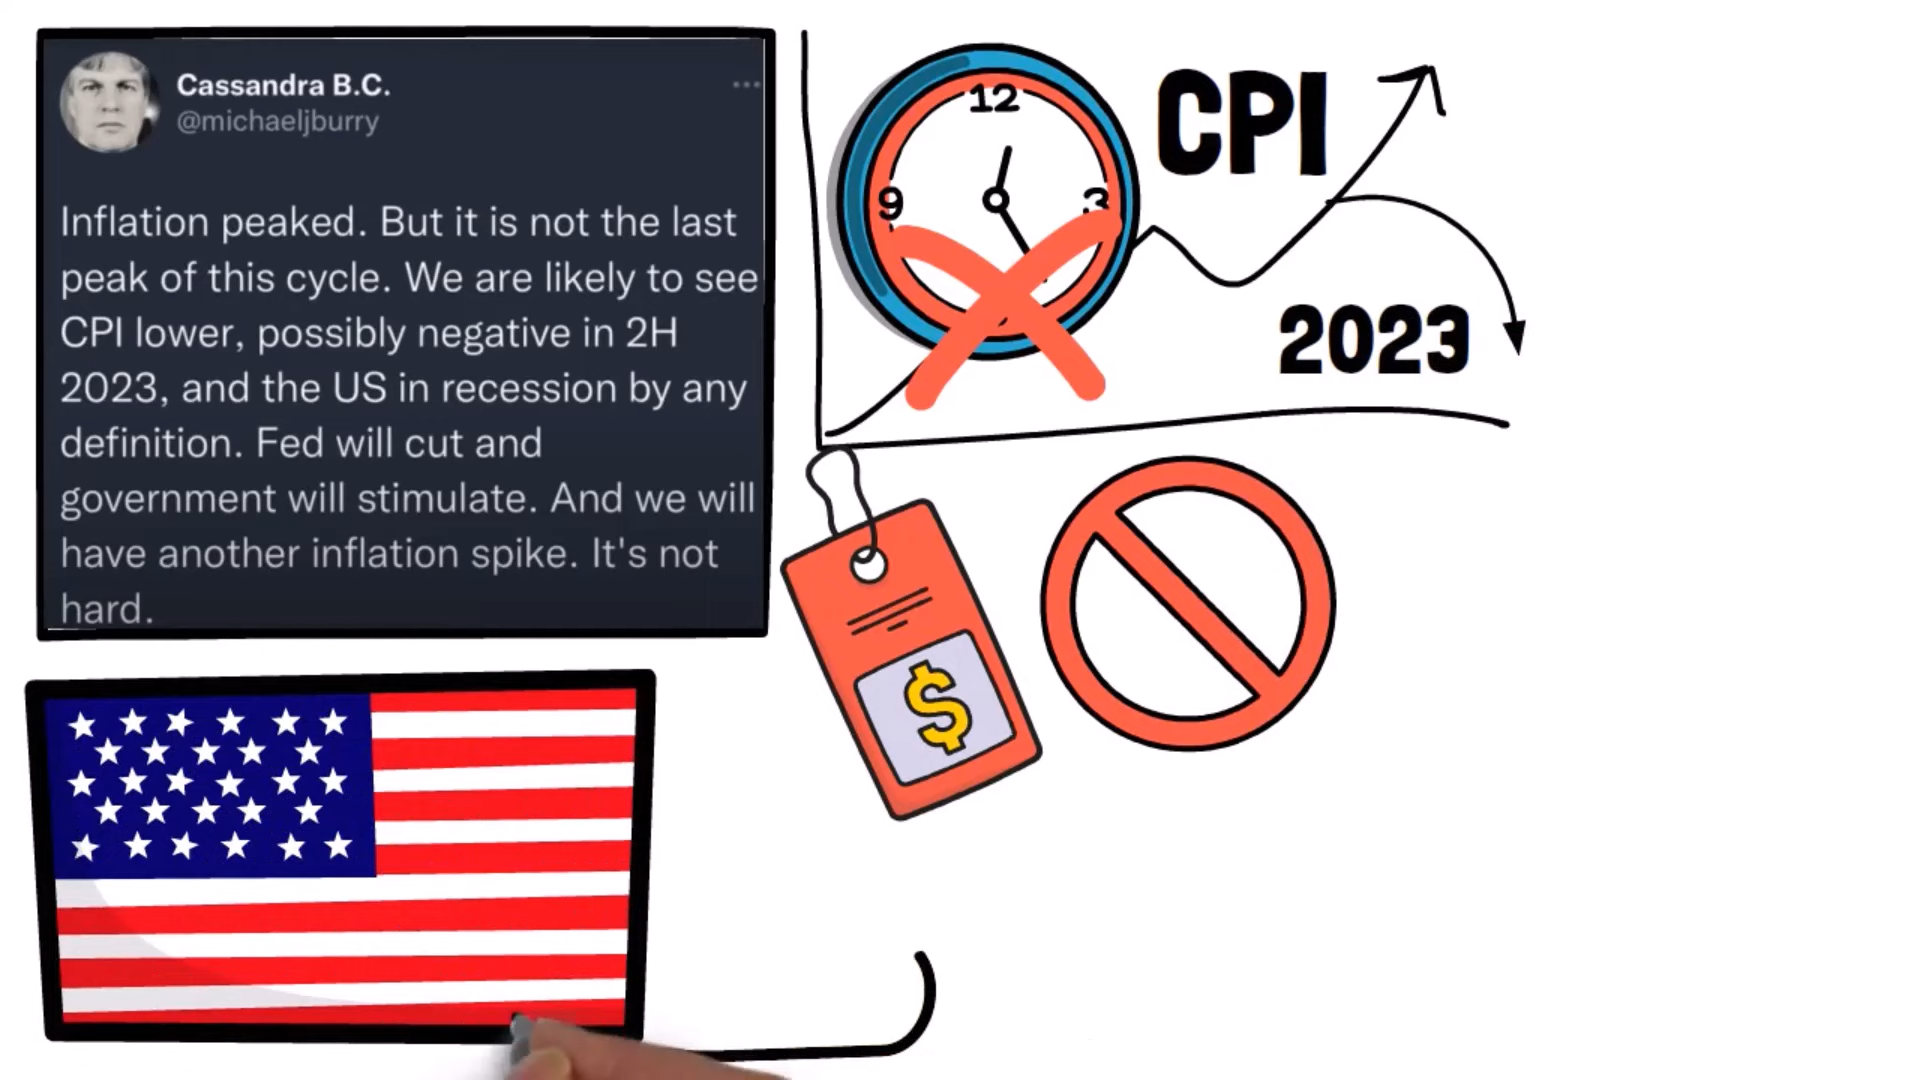 Cassandra B.C.
@michaeljburry
Inflation peaked. But it is not the last
peak of this cycle. We are likely to see
CPI lower, possibly negative in 2H
2023, and the US in recession by any
definition. Fed will cut and
government will stimulate. And we will
have another inflation spike. It's not
hard.
12
9
3
CPI
2023
$